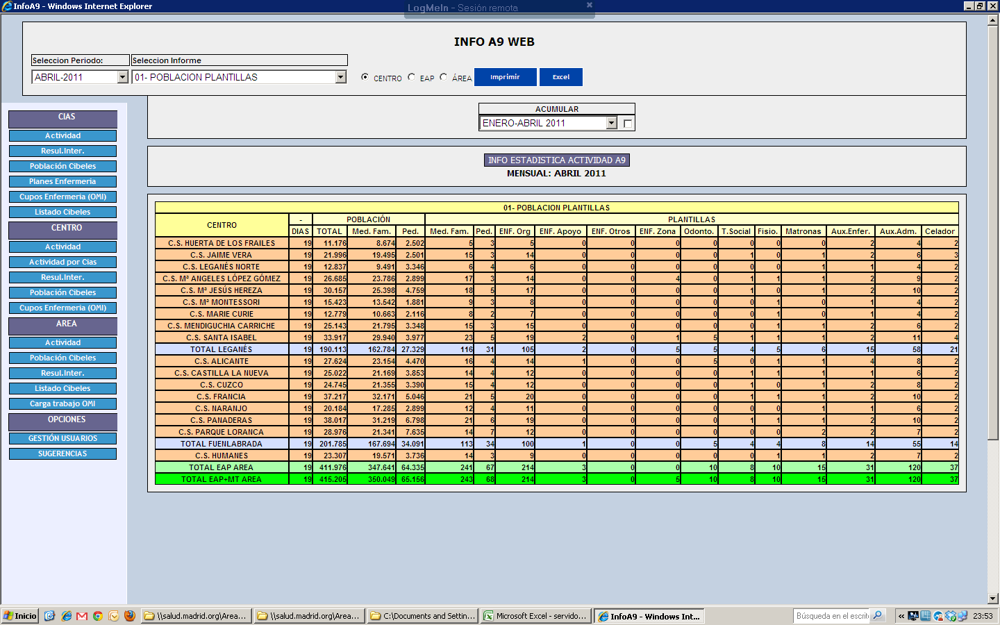 InfoA9 - Windows Internet Explorer
LogMeIn - Sesión remota
INFO A9 WEB
Seleccion Periodo: Seleccion Informe
ABRIL-2011 01- POBLACION PLANTILLAS CENTRO EAP ÁREA Imprimir Excel
ACUMULAR
ENERO-ABRIL 2011
INFO ESTADISTICA ACTIVIDAD A9
MENSUAL: ABRIL 2011
CIAS
Actividad
Resul.Inter.
Población Cibeles
Planes Enfermeria
Cupos Enfermeria (OMI)
Listado Cibeles
CENTRO
Actividad
Actividad por Cias
Resul.Inter.
Población Cibeles
Cupos Enfermeria (OMI)
AREA
Actividad
Población Cibeles
Resul.Inter.
Listado Cibeles
Carga trabajo OMI
OPCIONES
GESTIÓN USUARIOS
SUGERENCIAS
01- POBLACION PLANTILLAS
CENTRO - POBLACIÓN PLANTILLAS
DIAS TOTAL Med. Fam. Ped. Med. Fam. Ped. ENF. Org ENF. Apoyo ENF. Otros ENF. Zona Odonto. T.Social Fisio. Matronas Aux.Enfer. Aux.Adm. Celador
C.S. HUERTA DE LOS FRAILES 19 11.176 8.674 2.502 5 3 5 0 0 0 0 0 0 0 2 4 2
C.S. JAIME VERA 19 21.996 19.495 2.501 15 3 14 0 0 0 0 1 0 1 2 6 3
C.S. LEGANÉS NORTE 19 12.837 9.491 3.346 6 4 6 0 0 0 0 0 0 1 1 4 2
C.S. Mª ANGELES LÓPEZ GÓMEZ 19 26.685 23.786 2.899 17 3 14 0 0 4 0 1 1 1 2 9 2
C.S. Mª JESÚS HEREZA 19 30.157 25.398 4.759 18 5 17 0 0 0 0 1 0 1 2 10 2
C.S. Mª MONTESSORI 19 15.423 13.542 1.881 9 3 8 0 0 0 0 0 1 0 1 4 2
C.S. MARIE CURIE 19 12.779 10.663 2.116 8 2 7 0 0 0 0 0 1 0 1 4 2
C.S. MENDIGUCHIA CARRICHE 19 25.143 21.795 3.348 15 3 15 0 0 0 0 0 1 1 2 6 2
C.S. SANTA ISABEL 19 33.917 29.940 3.977 23 5 19 2 0 1 5 1 1 1 2 11 4
TOTAL LEGANÉS 19 190.113 162.784 27.329 116 31 105 2 0 5 5 4 5 6 15 58 21
C.S. ALICANTE 19 27.624 23.154 4.470 16 4 14 1 0 0 5 0 1 1 4 8 2
C.S. CASTILLA LA NUEVA 19 25.022 21.169 3.853 14 4 12 0 0 0 0 1 1 1 1 6 2
C.S. CUZCO 19 24.745 21.355 3.390 15 4 12 0 0 0 0 1 0 1 2 8 2
C.S. FRANCIA 19 37.217 32.171 5.046 21 5 20 0 0 0 0 1 1 1 2 10 2
C.S. NARANJO 19 20.184 17.285 2.899 12 4 11 0 0 0 0 0 0 1 1 6 2
C.S. PANADERAS 19 38.017 31.219 6.798 21 6 19 0 0 0 0 1 1 1 2 10 2
C.S. PARQUE LORANCA 19 28.976 21.341 7.635 14 7 12 0 0 0 0 0 0 2 2 7 2
TOTAL FUENLABRADA 19 201.785 167.694 34.091 113 34 100 1 0 0 5 4 4 8 14 55 14
C.S. HUMANES 19 23.307 19.571 3.736 14 3 9 0 0 0 0 0 1 1 2 7 2
TOTAL EAP AREA 19 411.976 347.641 64.335 241 67 214 3 0 0 10 8 10 15 31 120 37
TOTAL EAP+MT AREA 19 415.205 350.049 65.156 243 68 214 3 0 5 10 8 10 15 31 120 37
Inicio \\salud.madrid.org\Area... \\salud.madrid.org\Area... C:\Documents and Settin... Microsoft Excel - servido... InfoA9 - Windows Int... Búsqueda en el escrit « 23:53